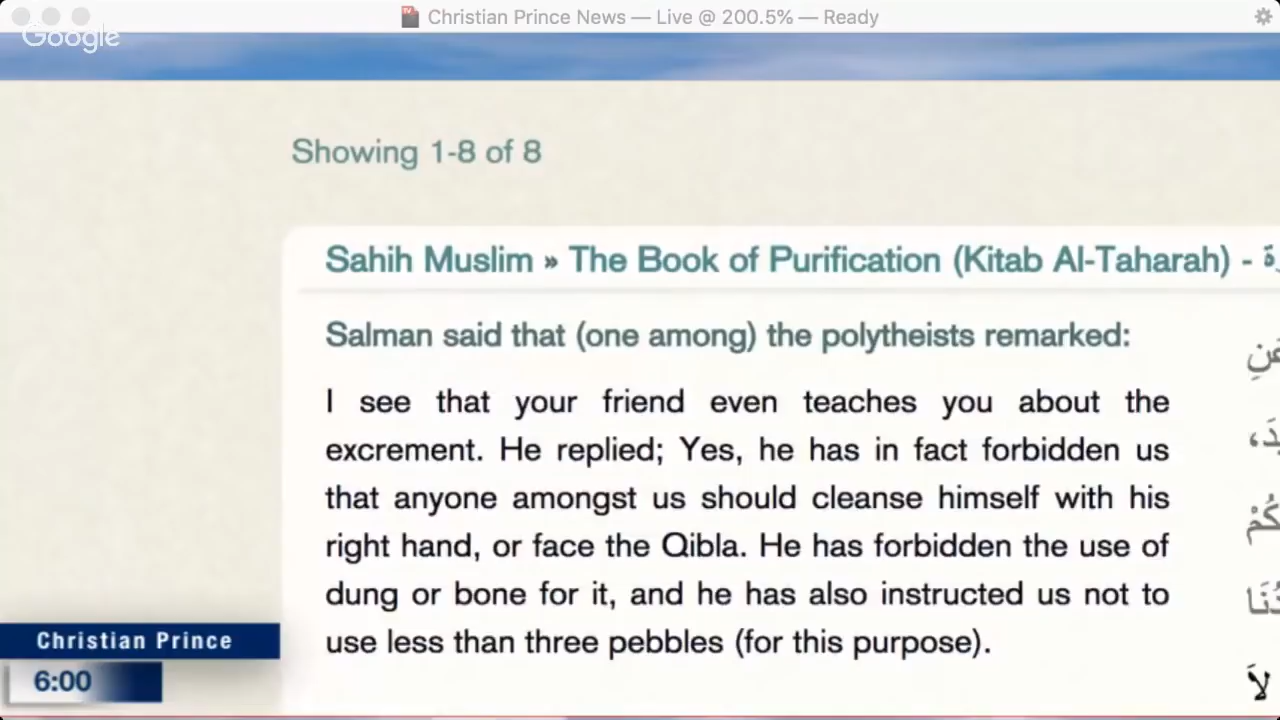 Christian Prince News — Live @ 200.5% — Ready
Google
Showing 1-8 of 8
Sahih Muslim » The Book of Purification (Kitab Al-Taharah) -
Salman said that (one among) the polytheists remarked:
I see that your friend even teaches you about the
excrement. He replied; Yes, he has in fact forbidden us
that anyone amongst us should cleanse himself with his
right hand, or face the Qibla. He has forbidden the use of
dung or bone for it, and he has also instructed us not to
use less than three pebbles (for this purpose).
Christian Prince
6:00